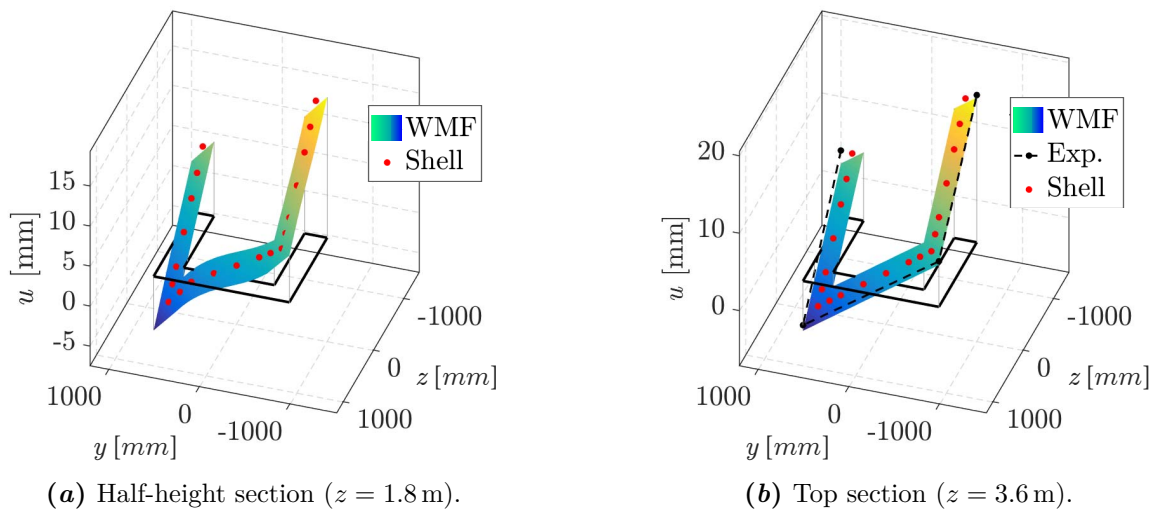 WMF
Shell
15
10
5
0
-5
u [mm]
1000
0
-1000
y [mm]
-1000
0
1000
z [mm]
(a) Half-height section (z = 1.8 m).
WMF
Exp.
Shell
20
10
0
u [mm]
1000
0
-1000
y [mm]
-1000
0
1000
z [mm]
(b) Top section (z = 3.6 m).